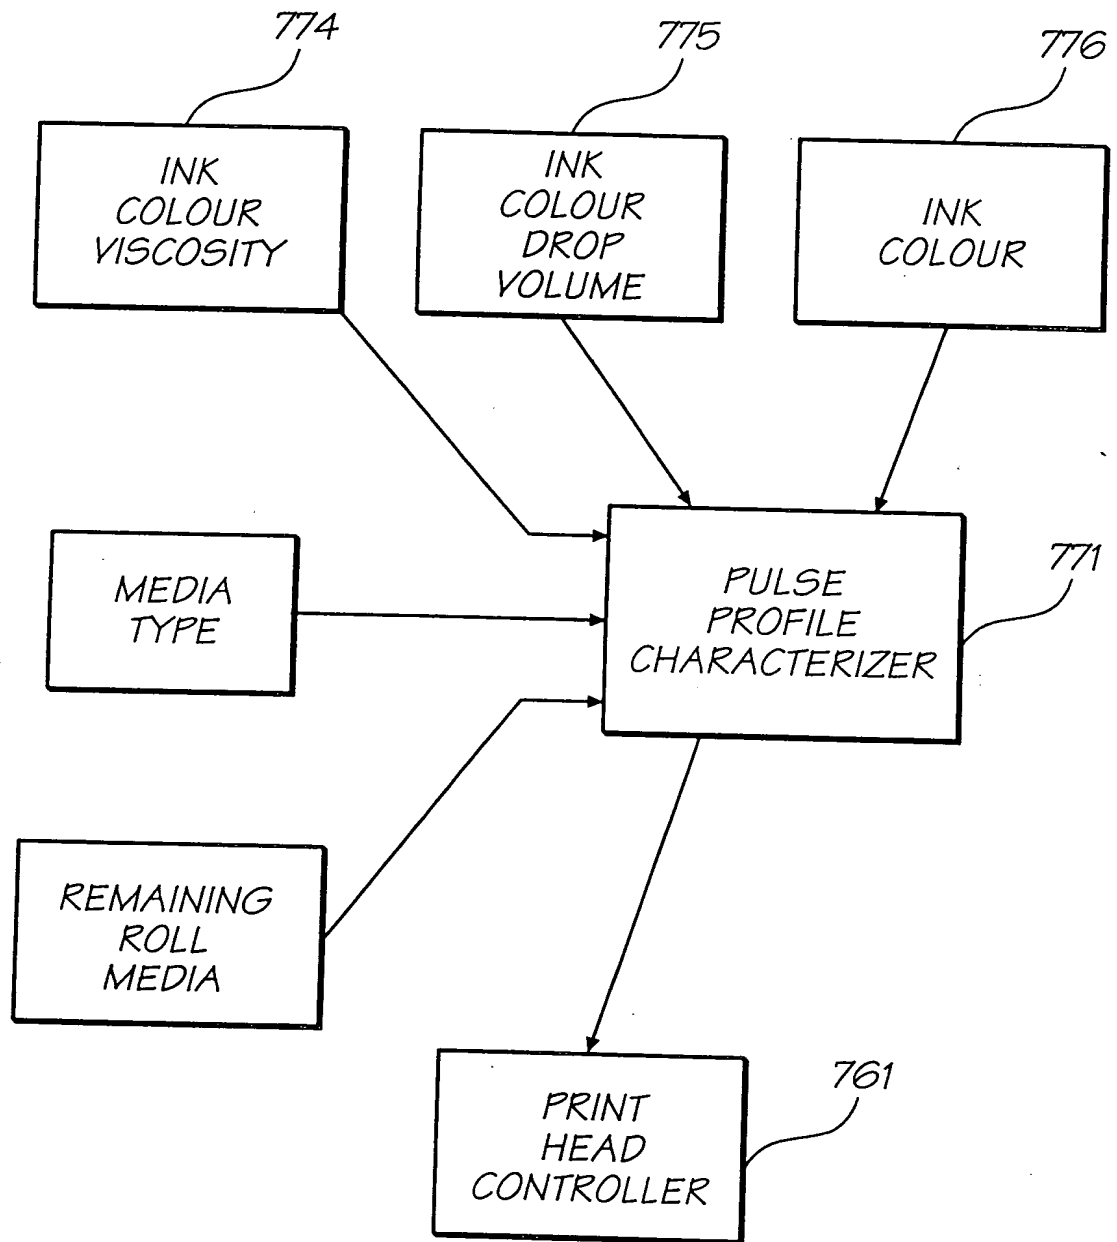 774
775
776
INK
COLOUR
VISCOSITY
INK
COLOUR
DROP
VOLUME
INK
COLOUR
MEDIA
TYPE
PULSE
PROFILE
CHARACTERIZER
771
REMAINING
ROLL
MEDIA
PRINT
HEAD
CONTROLLER
761